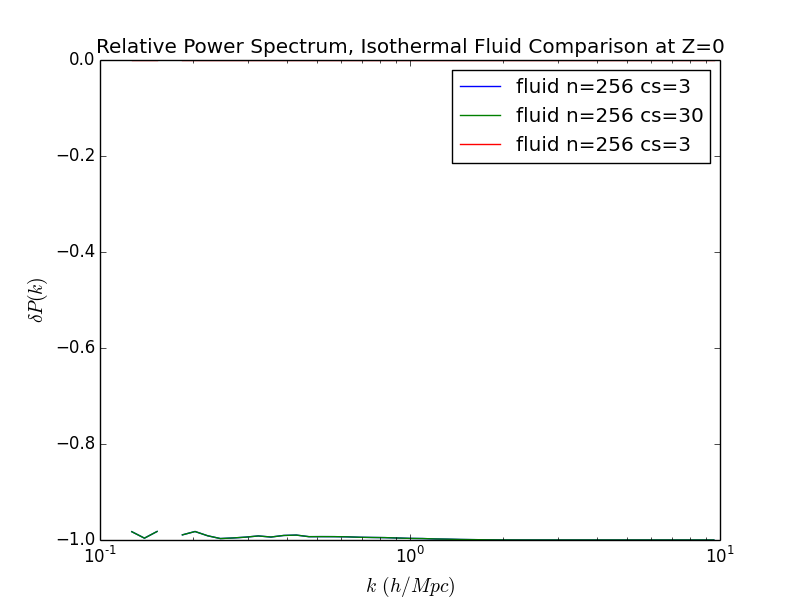 Relative Power Spectrum, Isothermal Fluid Comparison at Z=0
fluid n=256 cs=3
fluid n=256 cs=30
fluid n=256 cs=3
0.0
−0.2
−0.4
−0.6
−0.8
−1.0
δP(k)
10⁻¹
10⁰
10¹
k (h/Mpc)